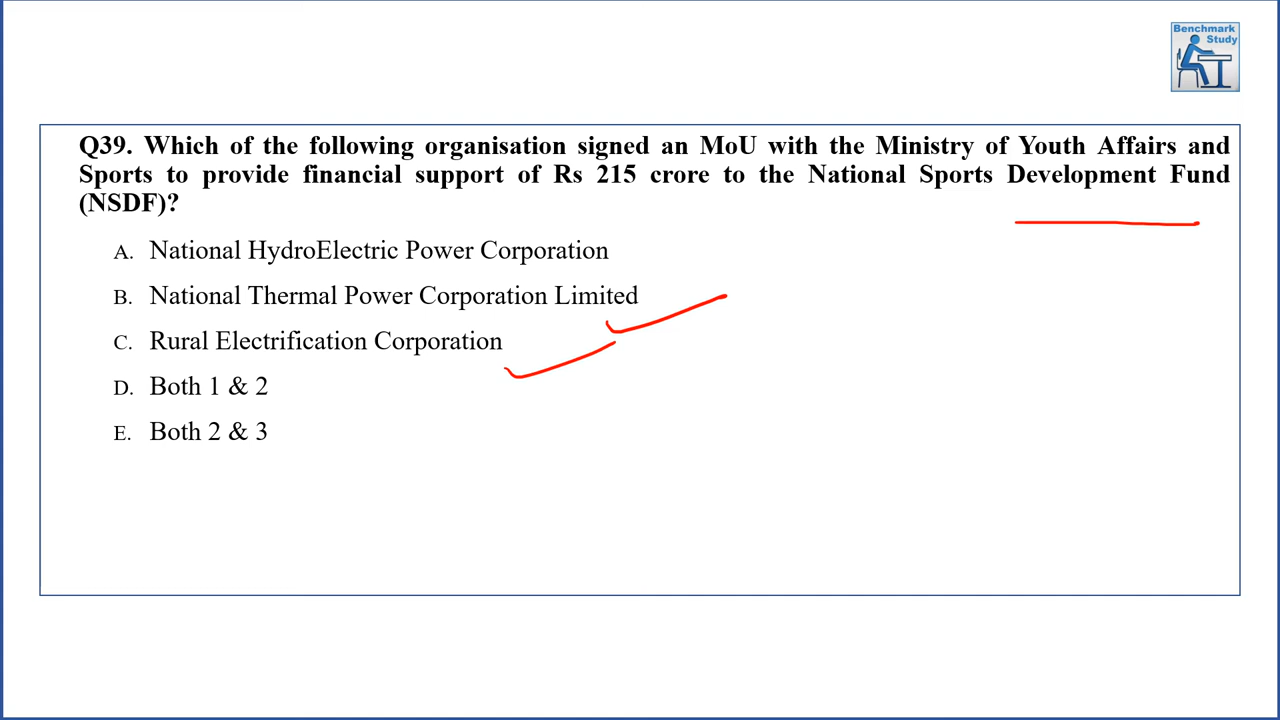 Benchmark
Study
Q39. Which of the following organisation signed an MoU with the Ministry of Youth Affairs and
Sports to provide financial support of Rs 215 crore to the National Sports Development Fund
(NSDF)?
A. National HydroElectric Power Corporation
B. National Thermal Power Corporation Limited
C. Rural Electrification Corporation
D. Both 1 & 2
E. Both 2 & 3